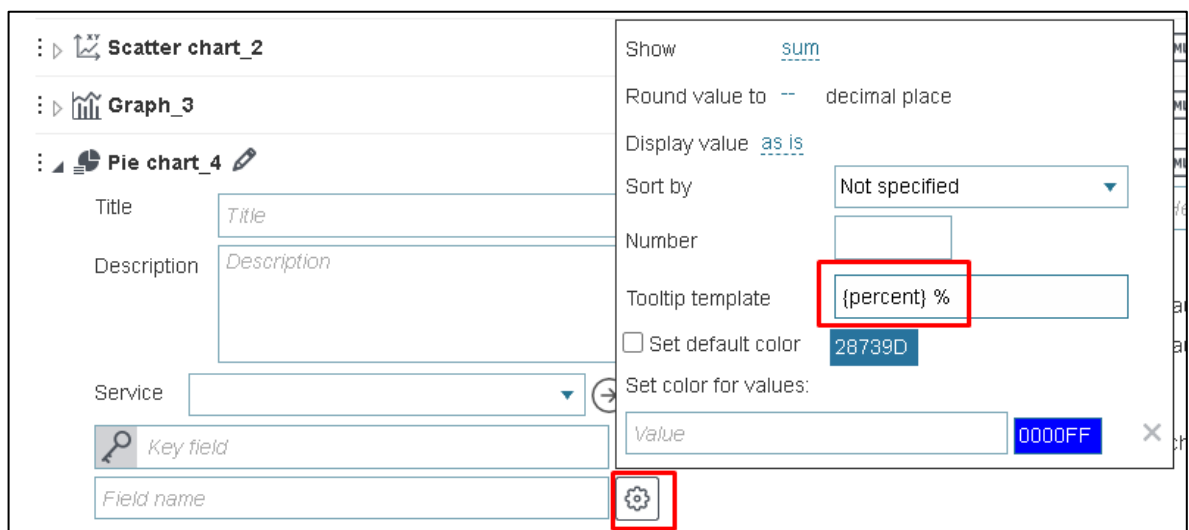 Scatter chart_2
Graph_3
Pie chart_4
Title
Title
Description
Description
Service
Key field
Field name
Show sum
Round value to -- decimal place
Display value as is
Sort by Not specified
Number
Tooltip template {percent} %
Set default color 28739D
Set color for values:
Value 0000FF